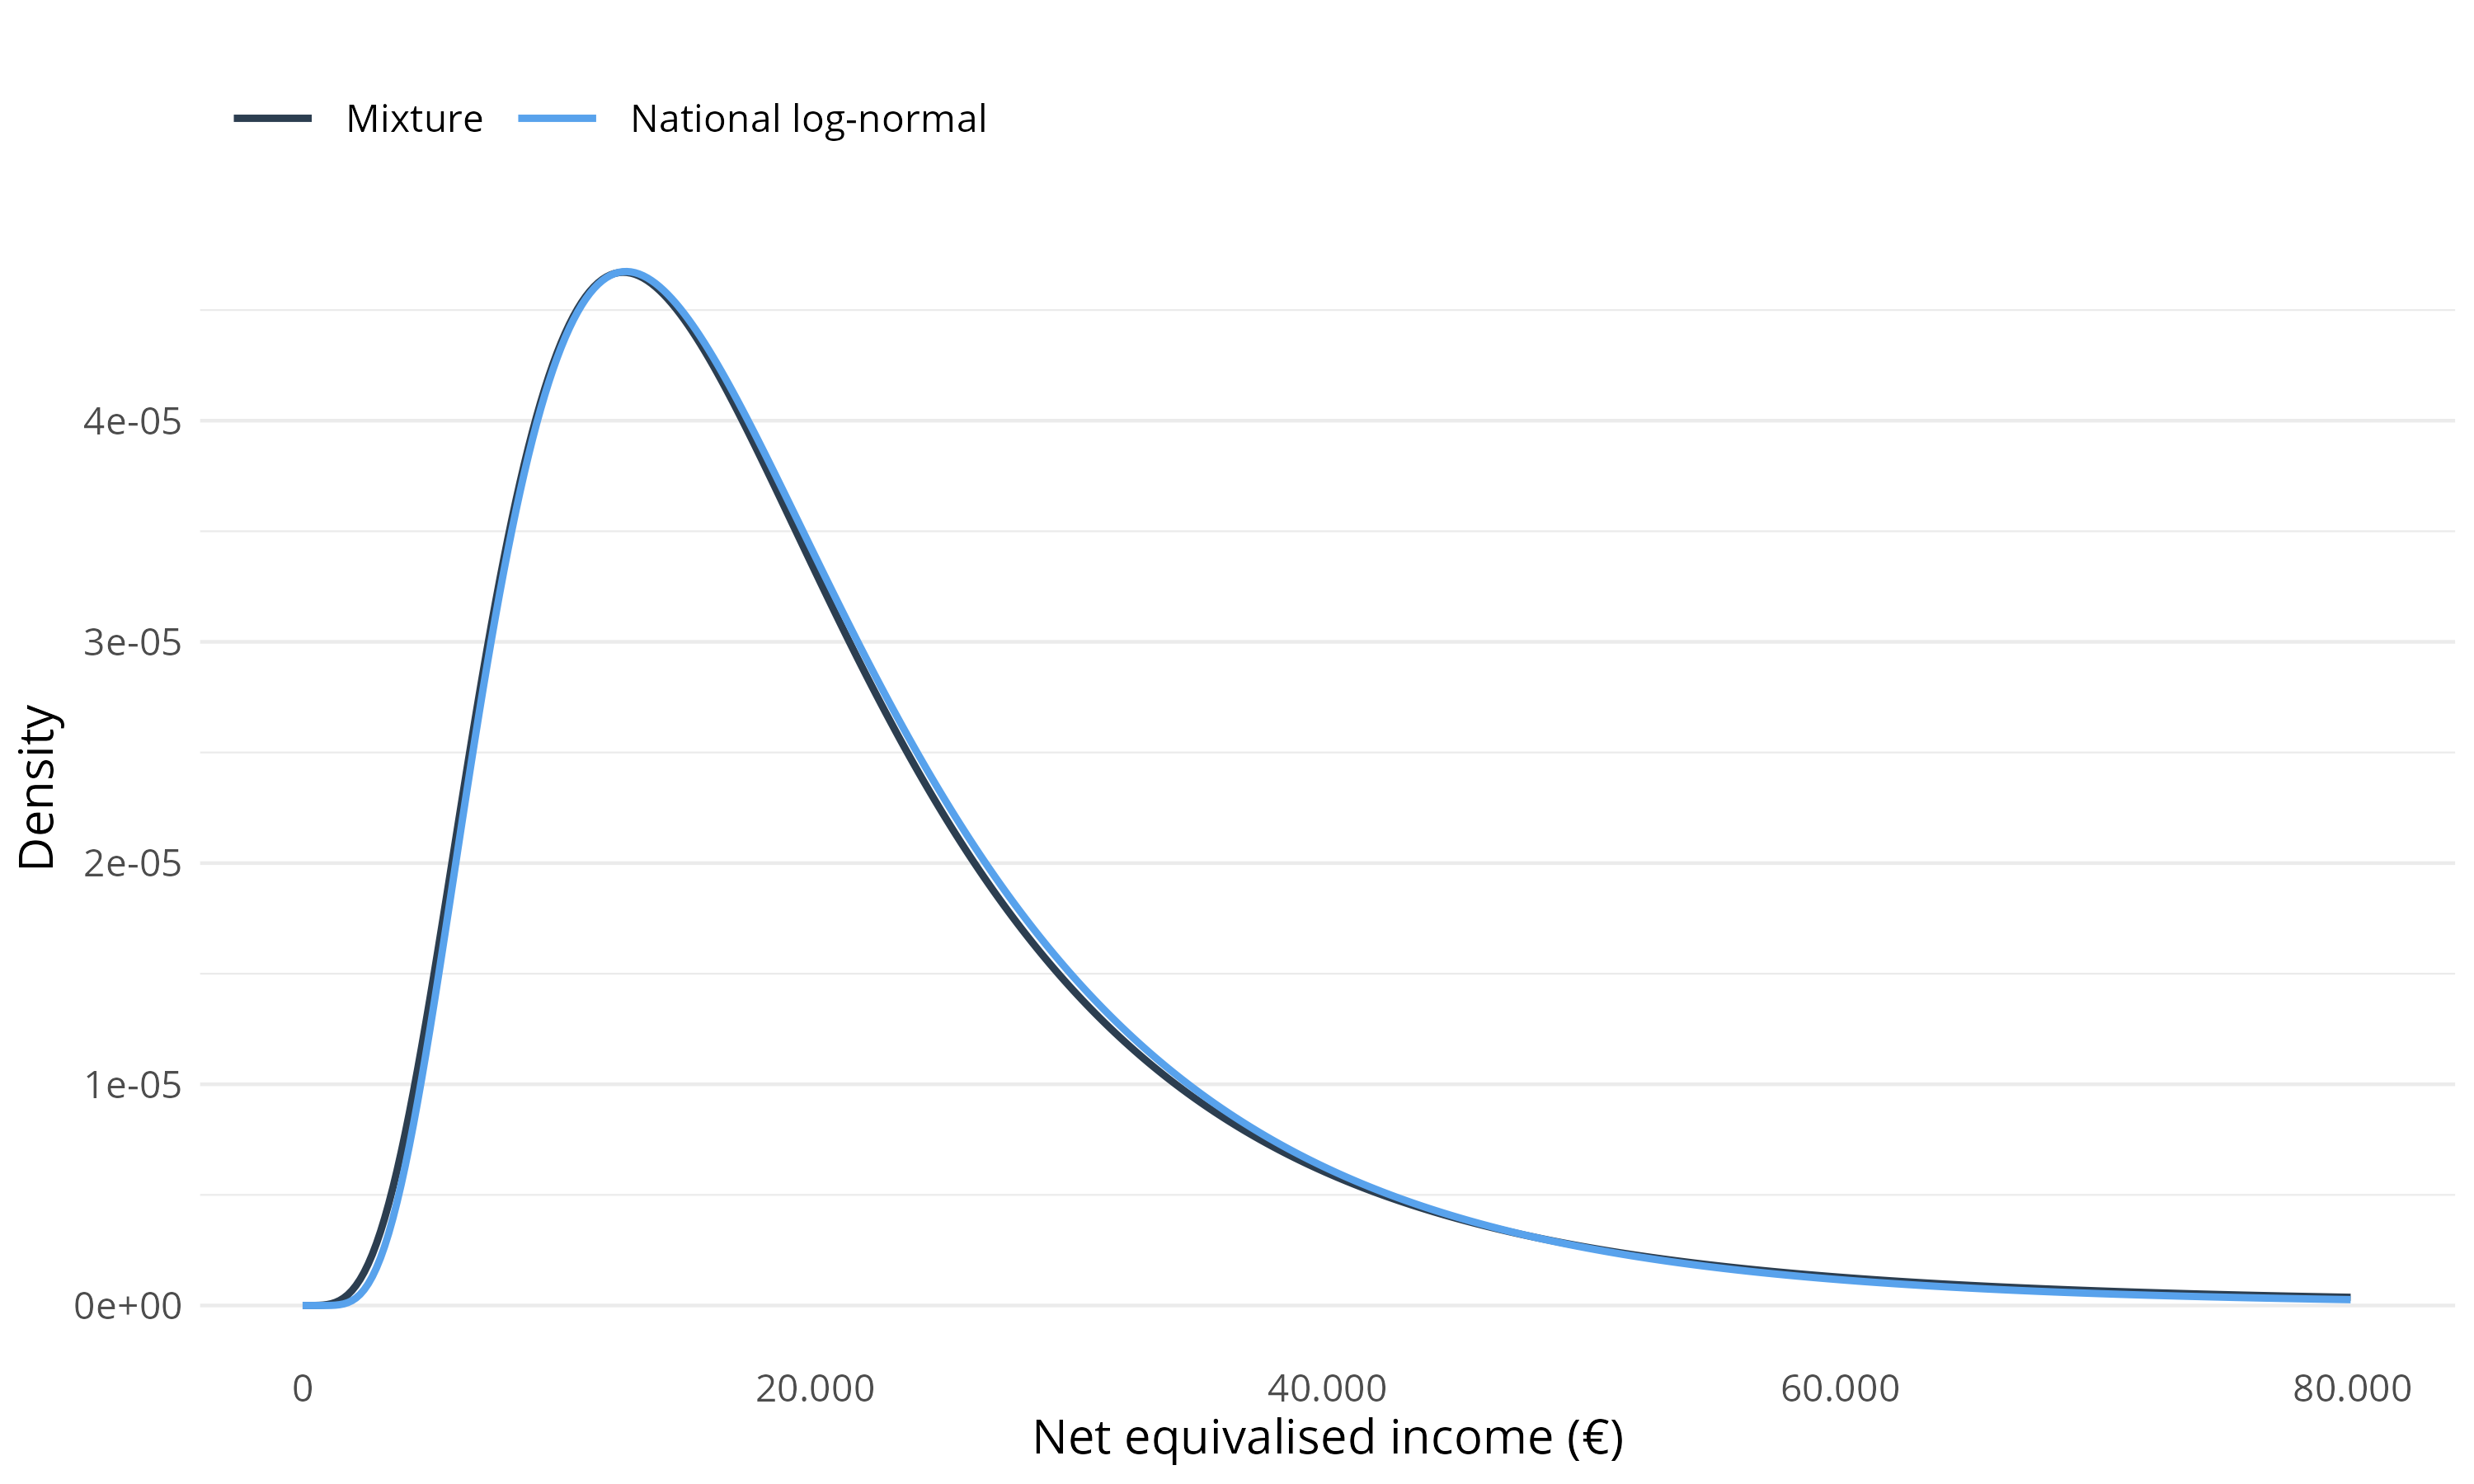 Mixture National log-normal
4e-05
3e-05
2e-05
1e-05
0e+00
Density
0 20.000 40.000 60.000 80.000
Net equivalised income (€)